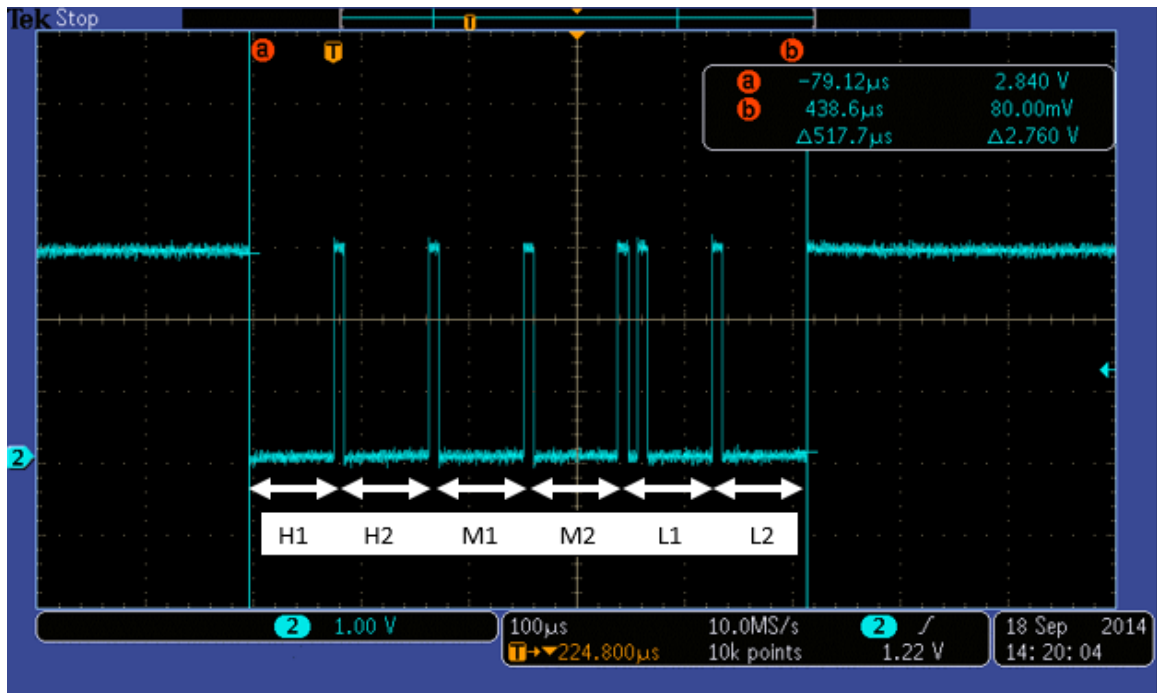 Tek Stop
T
a T b
a -79.12µs 2.840 V
b 438.6µs 80.00mV
Δ517.7µs Δ2.760 V
2
H1 H2 M1 M2 L1 L2
2 1.00 V
100µs 10.0MS/s 2
T→▼224.800µs 10k points 1.22 V
18 Sep 2014
14:20:04